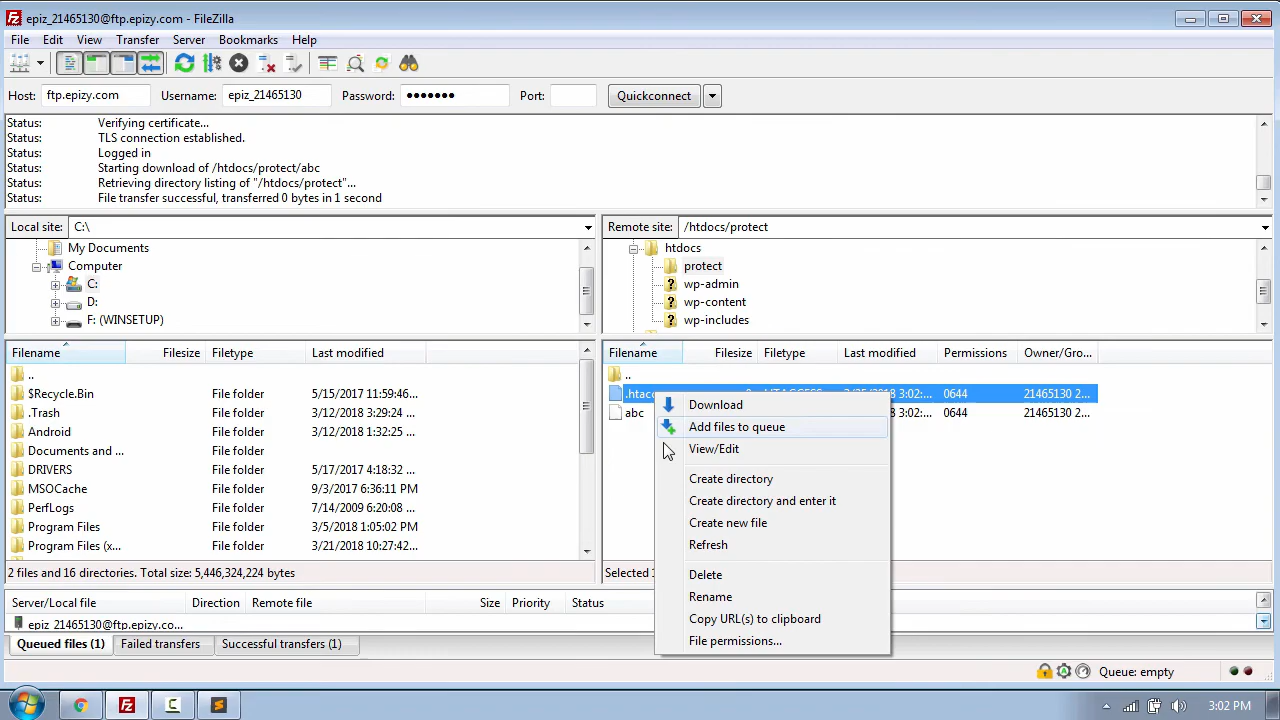 epiz_21465130@ftp.epizy.com - FileZilla
File Edit View Transfer Server Bookmarks Help
Host: ftp.epizy.com Username: epiz_21465130 Password: ●●●●●●● Port: Quickconnect
Status: Verifying certificate...
Status: TLS connection established.
Status: Logged in
Status: Starting download of /htdocs/protect/abc
Status: Retrieving directory listing of "/htdocs/protect"...
Status: File transfer successful, transferred 0 bytes in 1 second
Local site: C:\
My Documents
Computer
C:
D:
F: (WINSETUP)
Remote site: /htdocs/protect
htdocs
protect
wp-admin
wp-content
wp-includes
Filename Filesize Filetype Last modified
..
$Recycle.Bin File folder 5/15/2017 11:59:46...
.Trash File folder 3/12/2018 3:29:24...
Android File folder 3/12/2018 1:32:25...
Documents and ... File folder
DRIVERS File folder 5/17/2017 4:18:32...
MSOCache File folder 9/3/2017 6:36:11 PM
PerfLogs File folder 7/14/2009 6:20:08...
Program Files File folder 3/5/2018 1:05:02 PM
Program Files (x... File folder 3/21/2018 10:27:42...
2 files and 16 directories. Total size: 5,446,324,224 bytes
Filename Filesize Filetype Last modified Permissions Owner/Gro...
..
.htacc 0644 21465130 2...
abc 0644 21465130 2...
Selected
Download
Add files to queue
View/Edit
Create directory
Create directory and enter it
Create new file
Refresh
Delete
Rename
Copy URL(s) to clipboard
File permissions...
Server/Local file Direction Remote file Size Priority Status
epiz_21465130@ftp.epizy.co...
Queued files (1) Failed transfers Successful transfers (1)
Queue: empty
3:02 PM